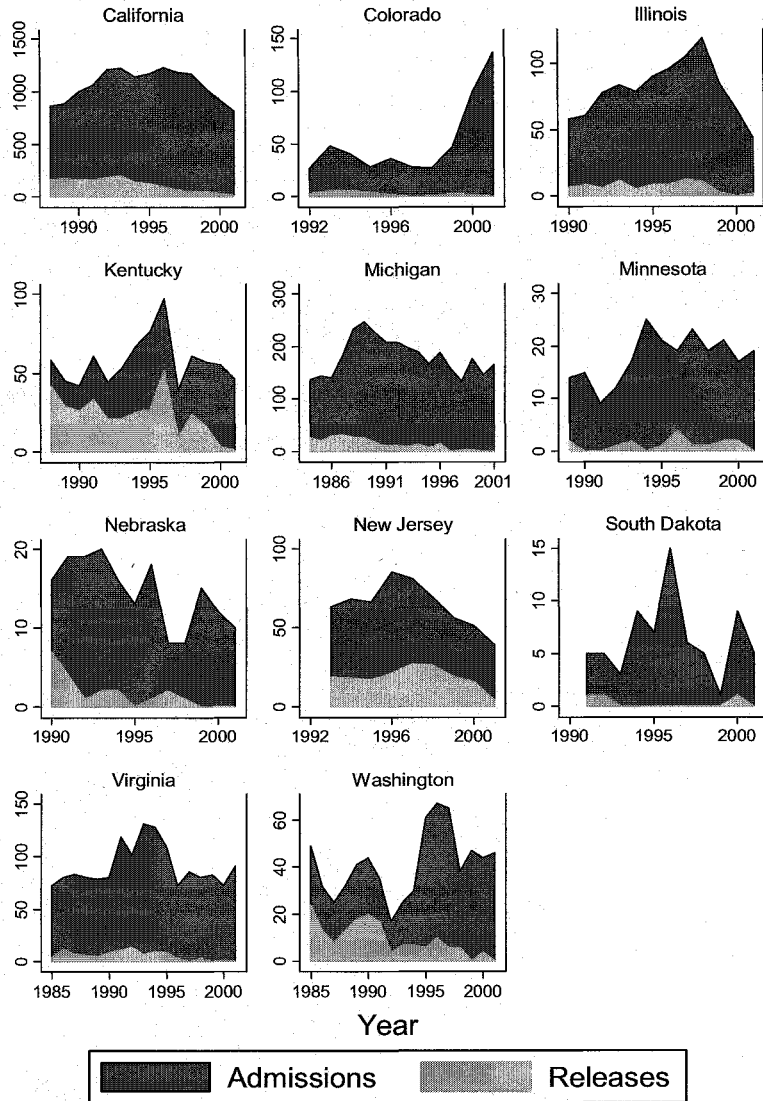 California
Colorado
Illinois
0 500 1000 1500
0 50 100 150
0 50 100
1990 1995 2000
1992 1996 2000
1990 1995 2000
Kentucky
Michigan
Minnesota
0 50 100
0 100 200 300
0 10 20 30
1990 1995 2000
1986 1991 1996 2001
1990 1995 2000
Nebraska
New Jersey
South Dakota
0 10 20
0 50 100
0 5 10 15
1990 1995 2000
1992 1996 2000
1990 1995 2000
Virginia
Washington
0 50 100 150
0 20 40 60
1985 1990 1995 2000
1985 1990 1995 2000
Year
Admissions
Releases